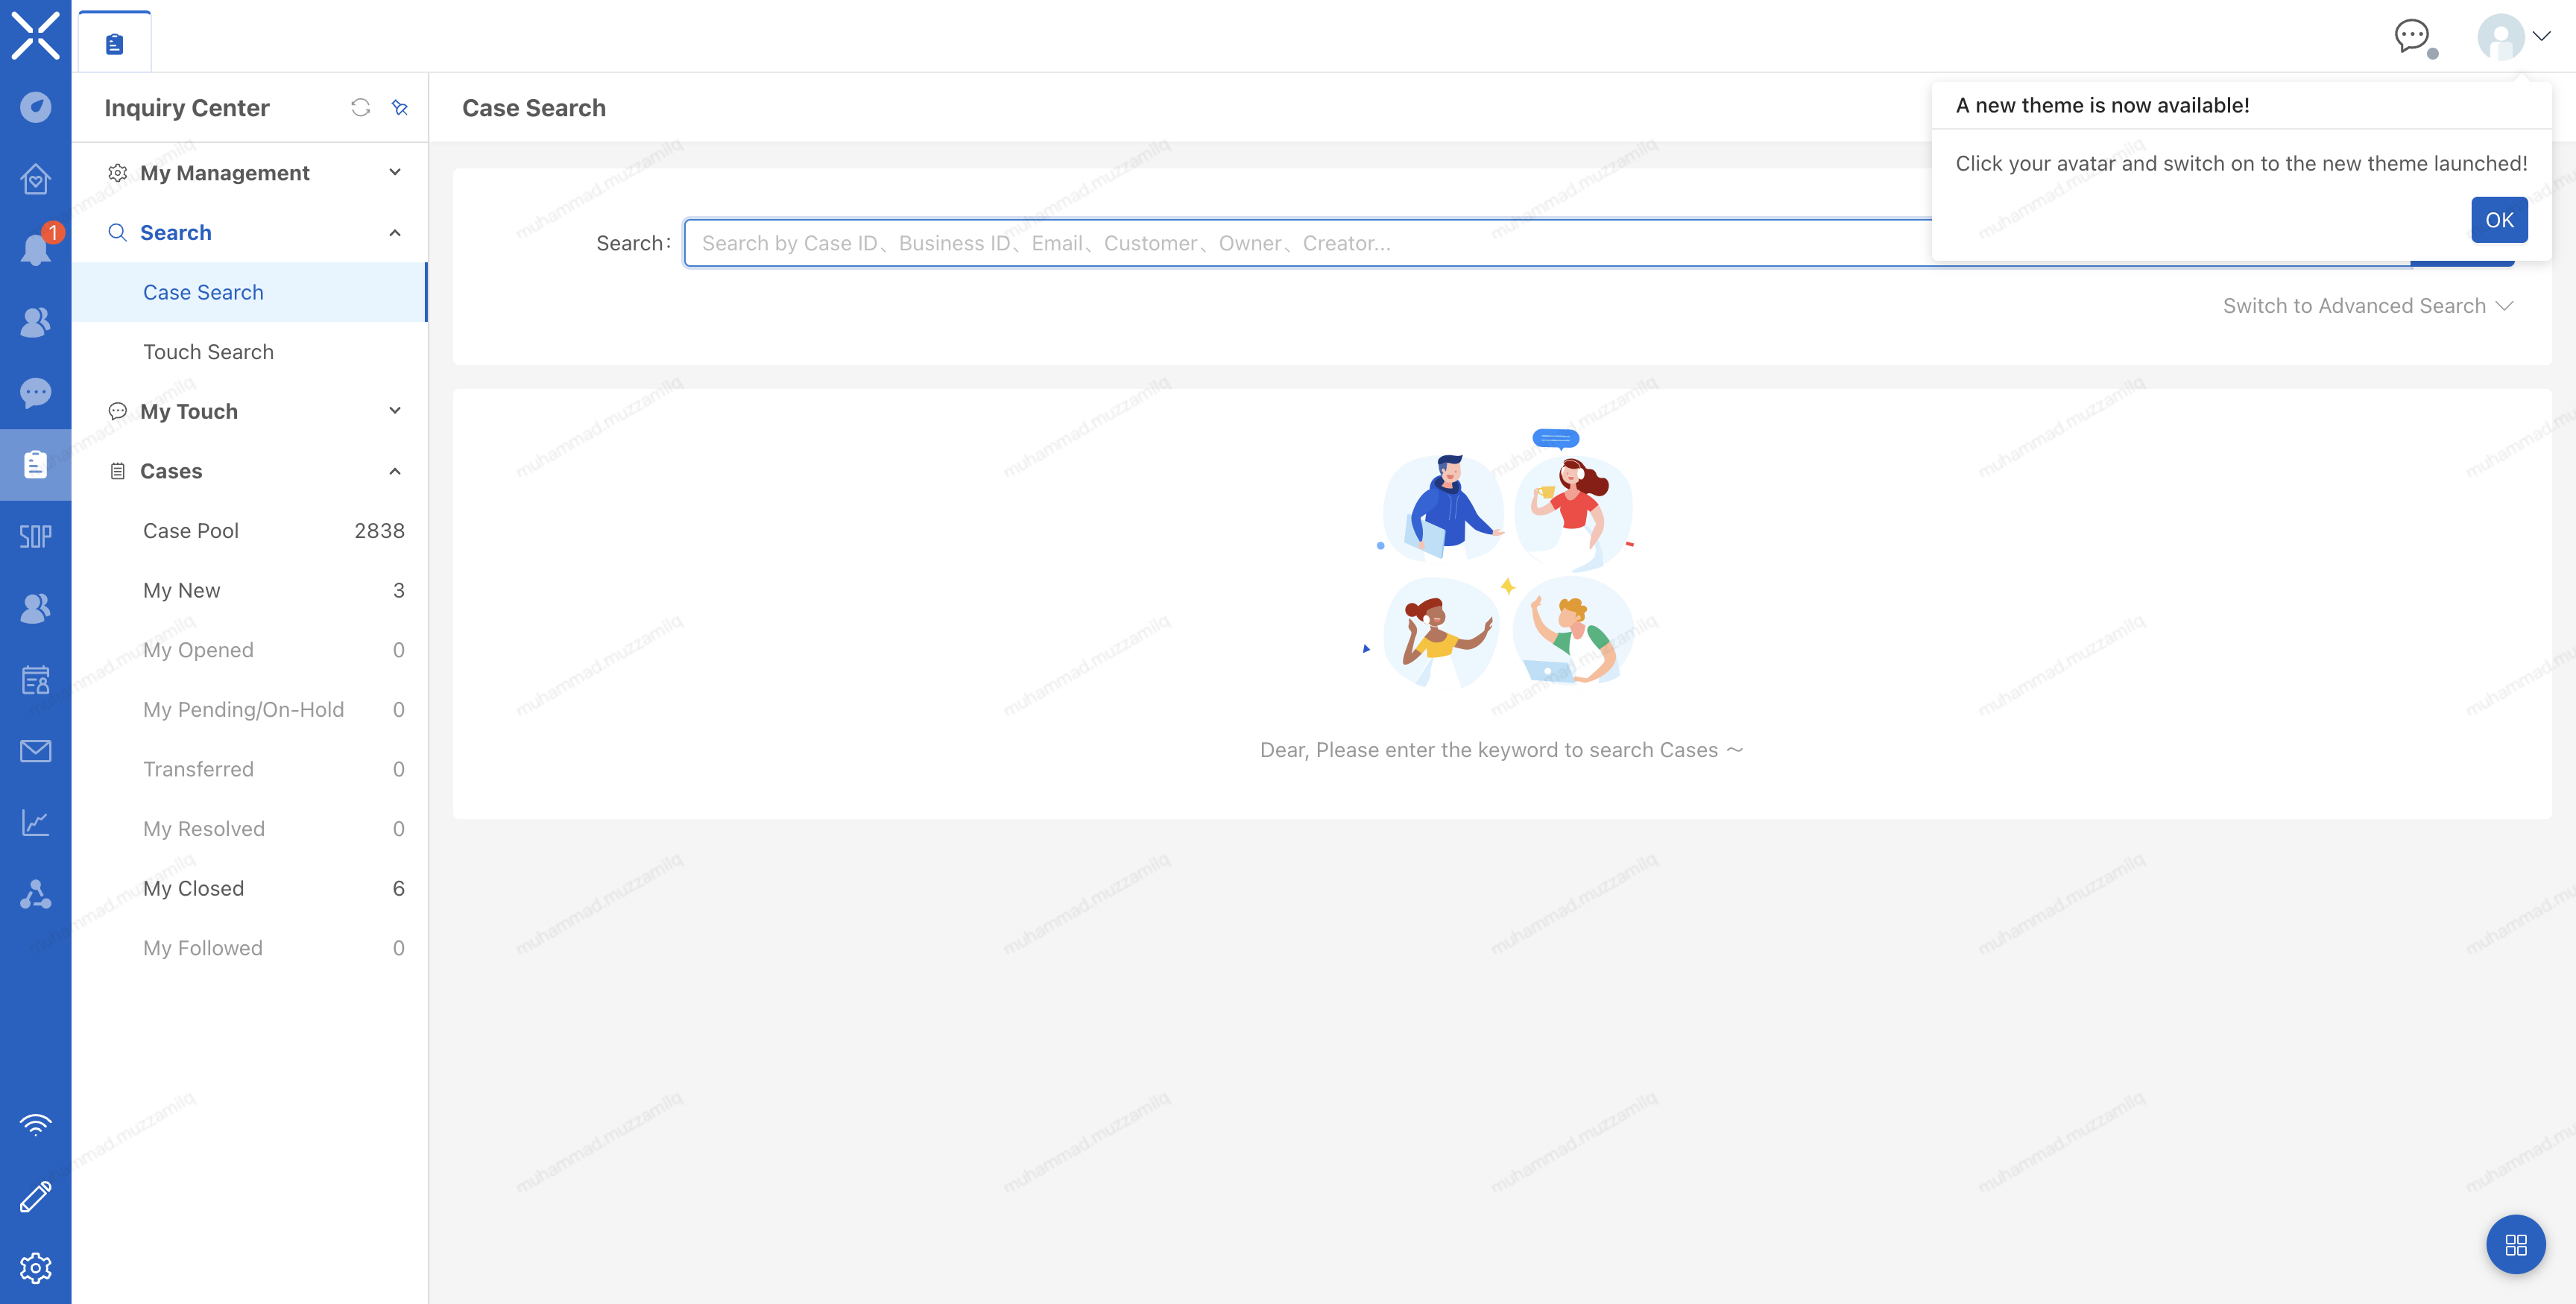 Inquiry Center
Case Search
A new theme is now available!
Click your avatar and switch on to the new theme launched!
OK
My Management
1
Search
Search:
Search by Case ID、Business ID、Email、Customer、Owner、Creator...
Case Search
Switch to Advanced Search
Touch Search
My Touch
Cases
Case Pool 2838
SOP
My New 3
My Opened 0
My Pending/On-Hold 0
Dear, Please enter the keyword to search Cases ～
Transferred 0
My Resolved 0
My Closed 6
My Followed 0
muhammad.muzzamilq